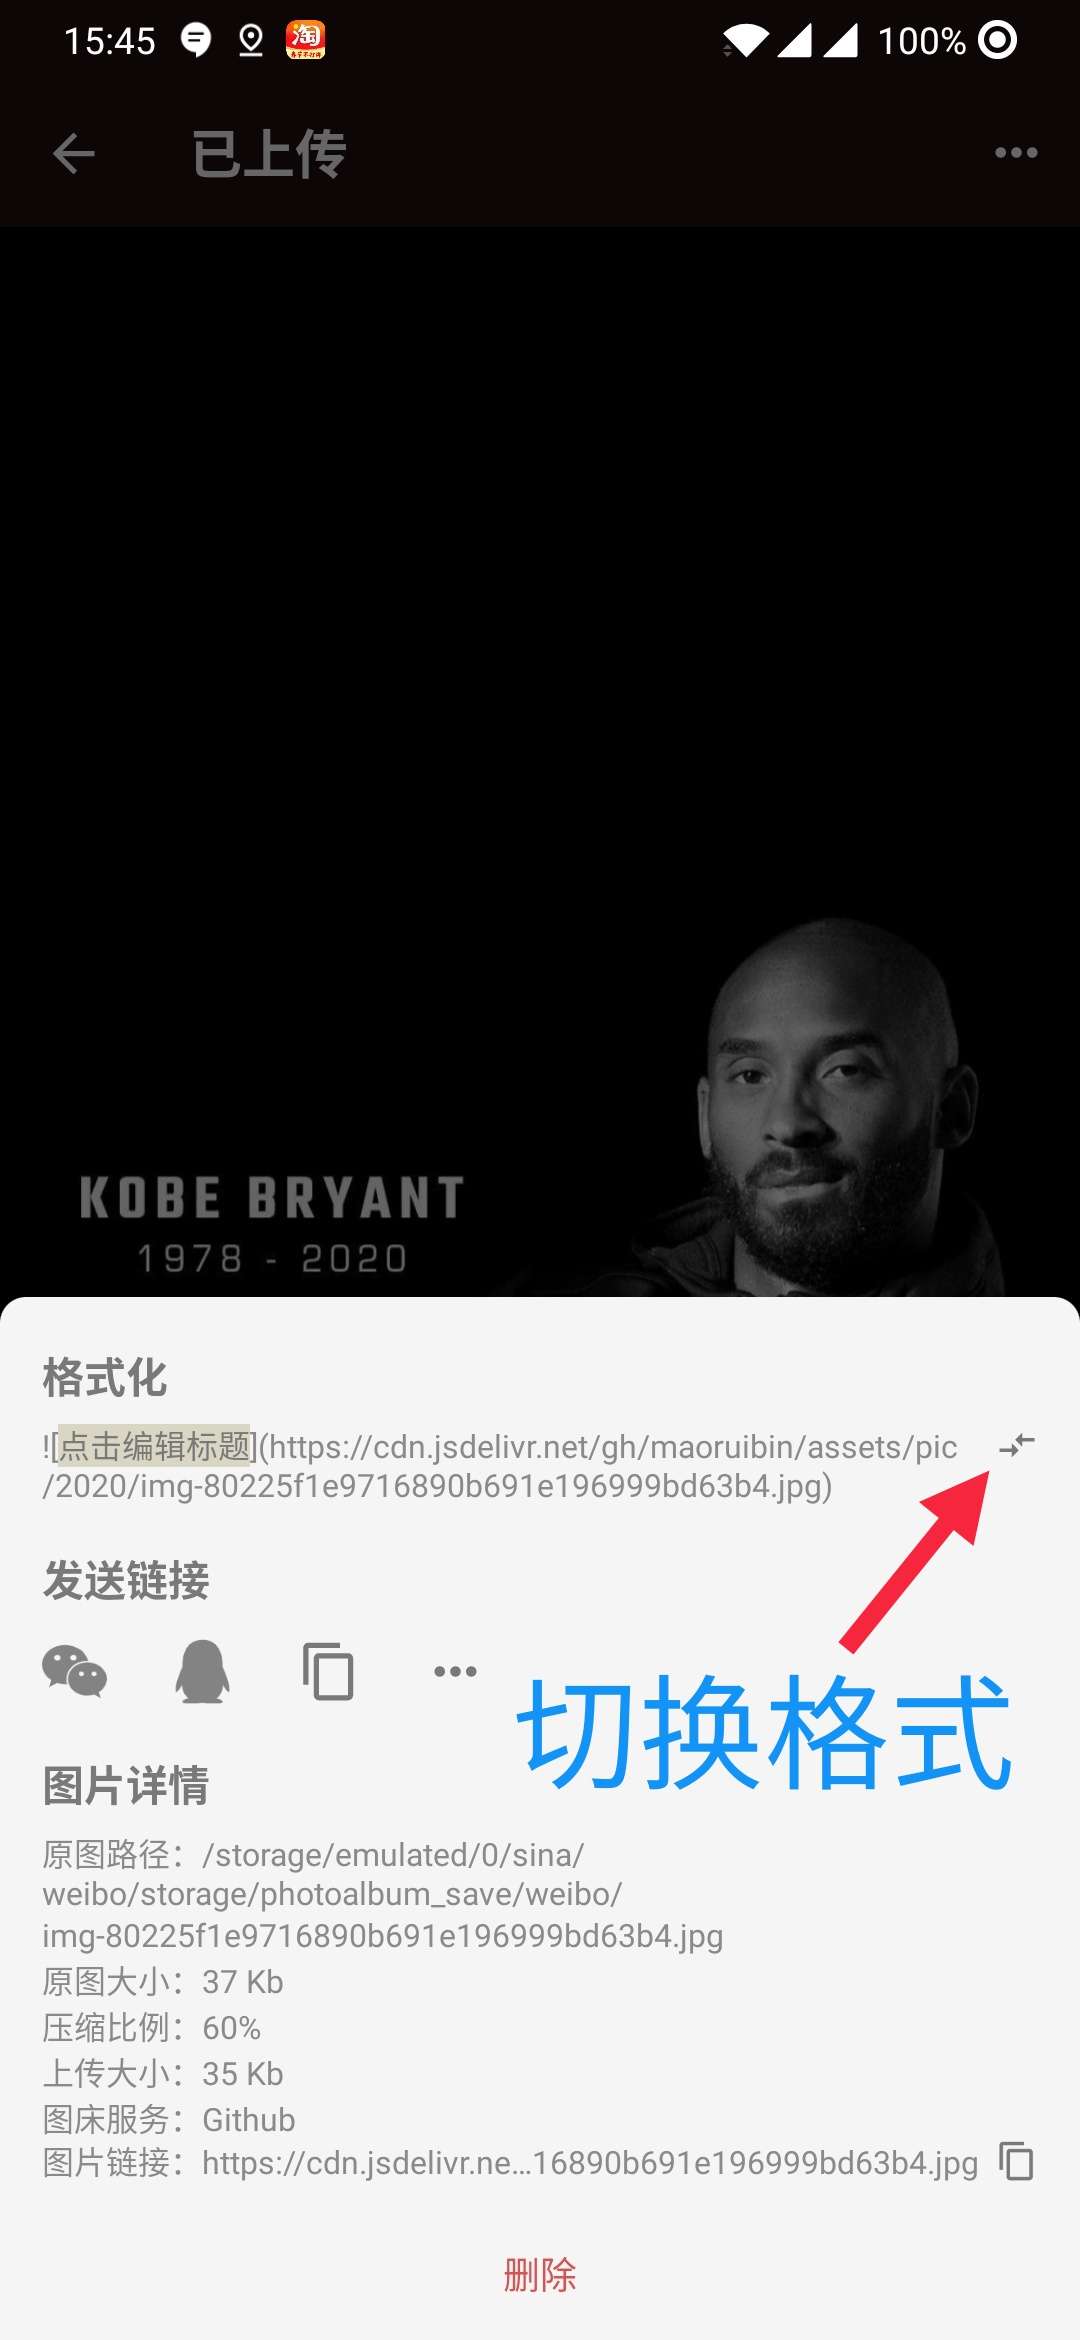 15:45
淘
100%
已上传
KOBE BRYANT
1978 - 2020
格式化
![点击编辑标题](https://cdn.jsdelivr.net/gh/maoruibin/assets/pic
/2020/img-80225f1e9716890b691e196999bd63b4.jpg)
发送链接
切换格式
图片详情
原图路径：/storage/emulated/0/sina/
weibo/storage/photoalbum_save/weibo/
img-80225f1e9716890b691e196999bd63b4.jpg
原图大小：37 Kb
压缩比例：60%
上传大小：35 Kb
图床服务：Github
图片链接：https://cdn.jsdelivr.ne...16890b691e196999bd63b4.jpg
删除